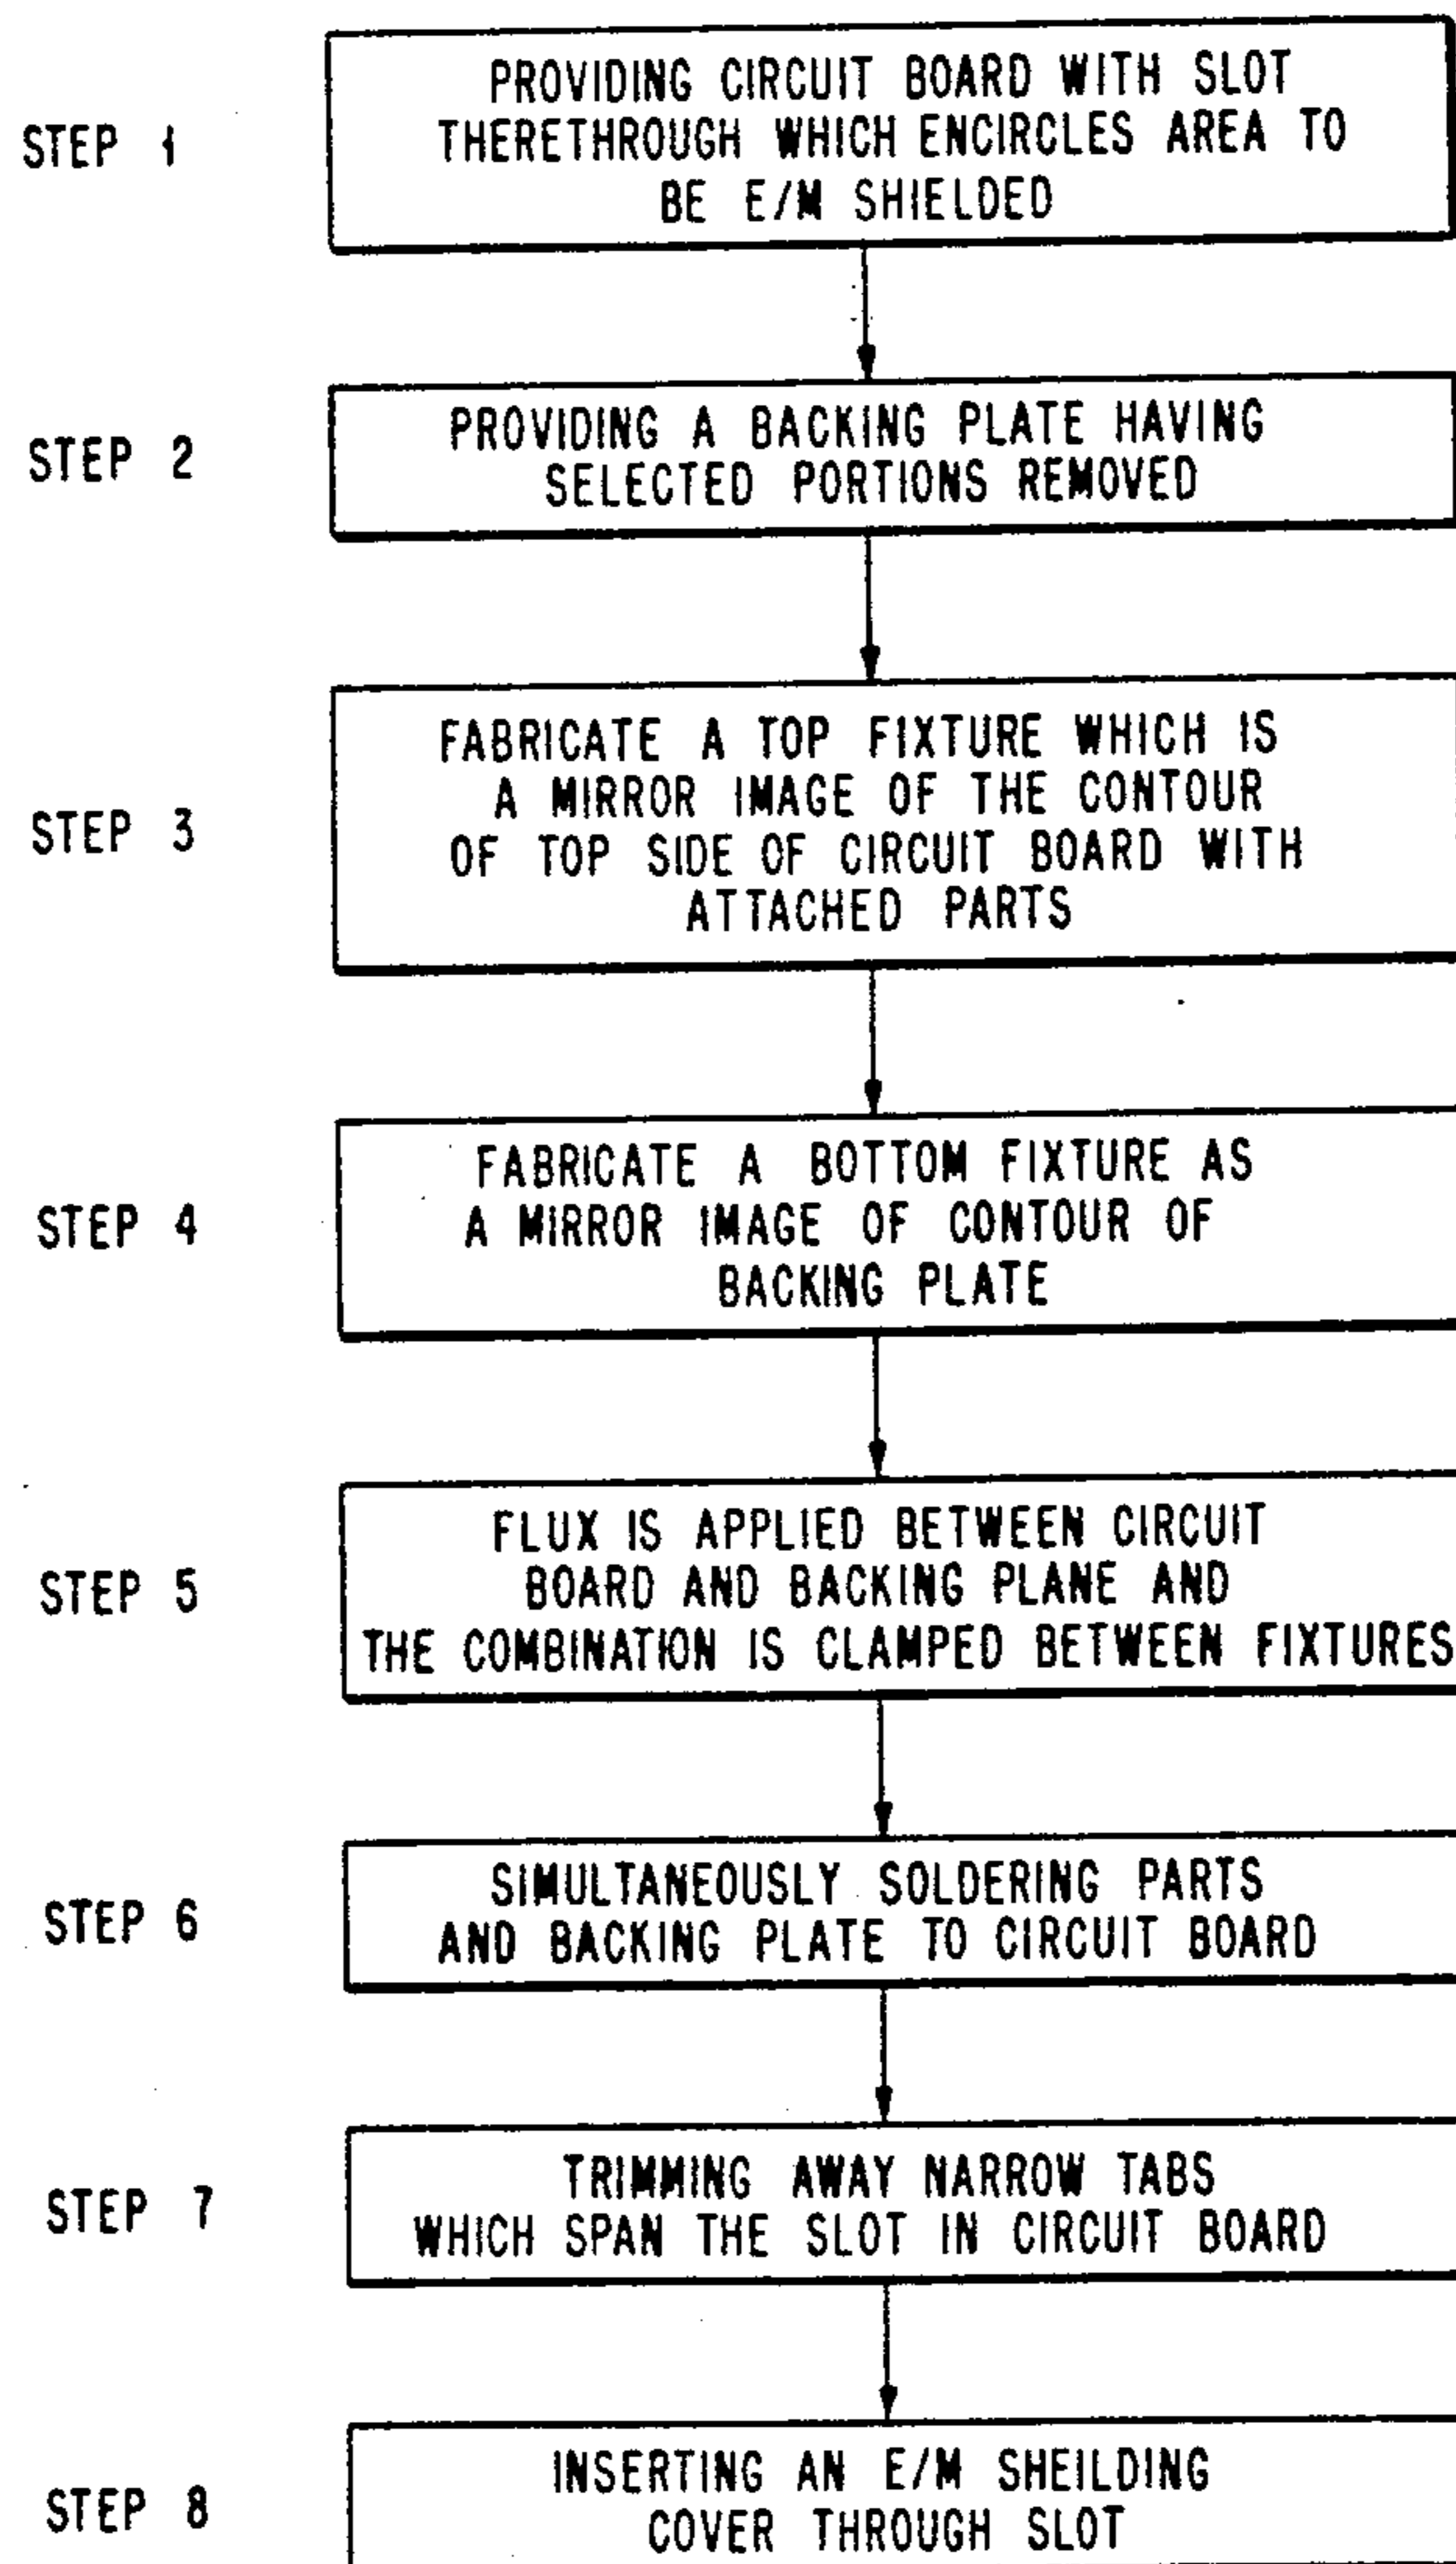 STEP 1
PROVIDING CIRCUIT BOARD WITH SLOT
THERETHROUGH WHICH ENCIRCLES AREA TO
BE E/M SHIELDED
STEP 2
PROVIDING A BACKING PLATE HAVING
SELECTED PORTIONS REMOVED
STEP 3
FABRICATE A TOP FIXTURE WHICH IS
A MIRROR IMAGE OF THE CONTOUR
OF TOP SIDE OF CIRCUIT BOARD WITH
ATTACHED PARTS
STEP 4
FABRICATE A BOTTOM FIXTURE AS
A MIRROR IMAGE OF CONTOUR OF
BACKING PLATE
STEP 5
FLUX IS APPLIED BETWEEN CIRCUIT
BOARD AND BACKING PLANE AND
THE COMBINATION IS CLAMPED BETWEEN FIXTURES
STEP 6
SIMULTANEOUSLY SOLDERING PARTS
AND BACKING PLATE TO CIRCUIT BOARD
STEP 7
TRIMMING AWAY NARROW TABS
WHICH SPAN THE SLOT IN CIRCUIT BOARD
STEP 8
INSERTING AN E/M SHEILDING
COVER THROUGH SLOT